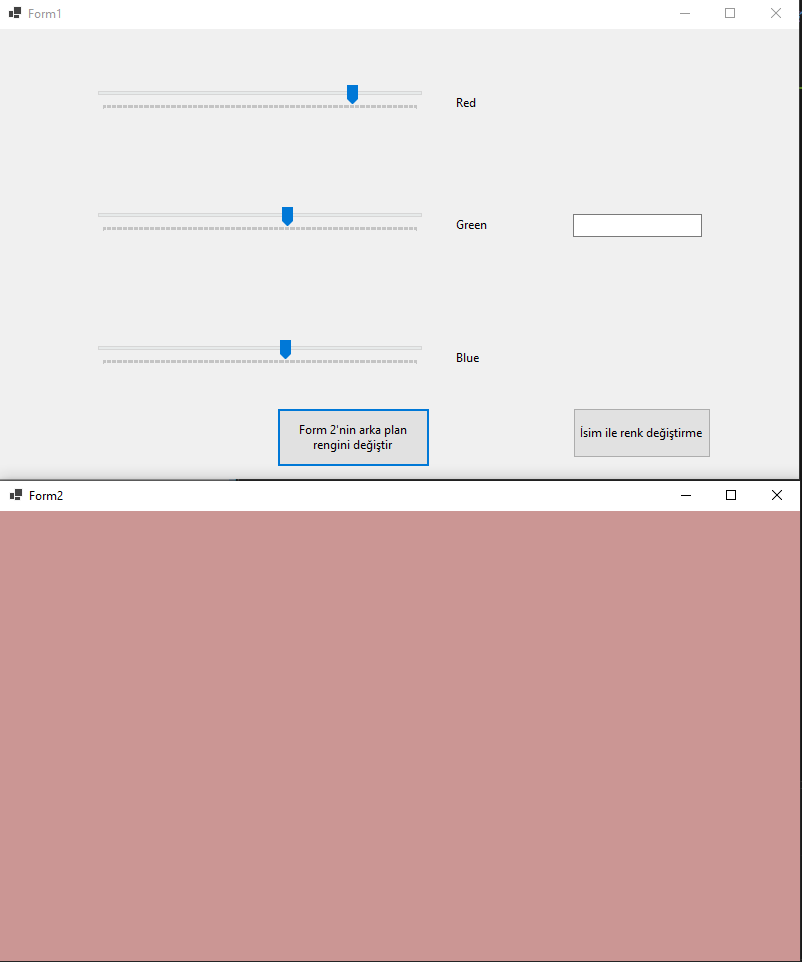 Form1
Red
Green
Blue
Form 2'nin arka plan
rengini değiştir
İsim ile renk değiştirme
Form2